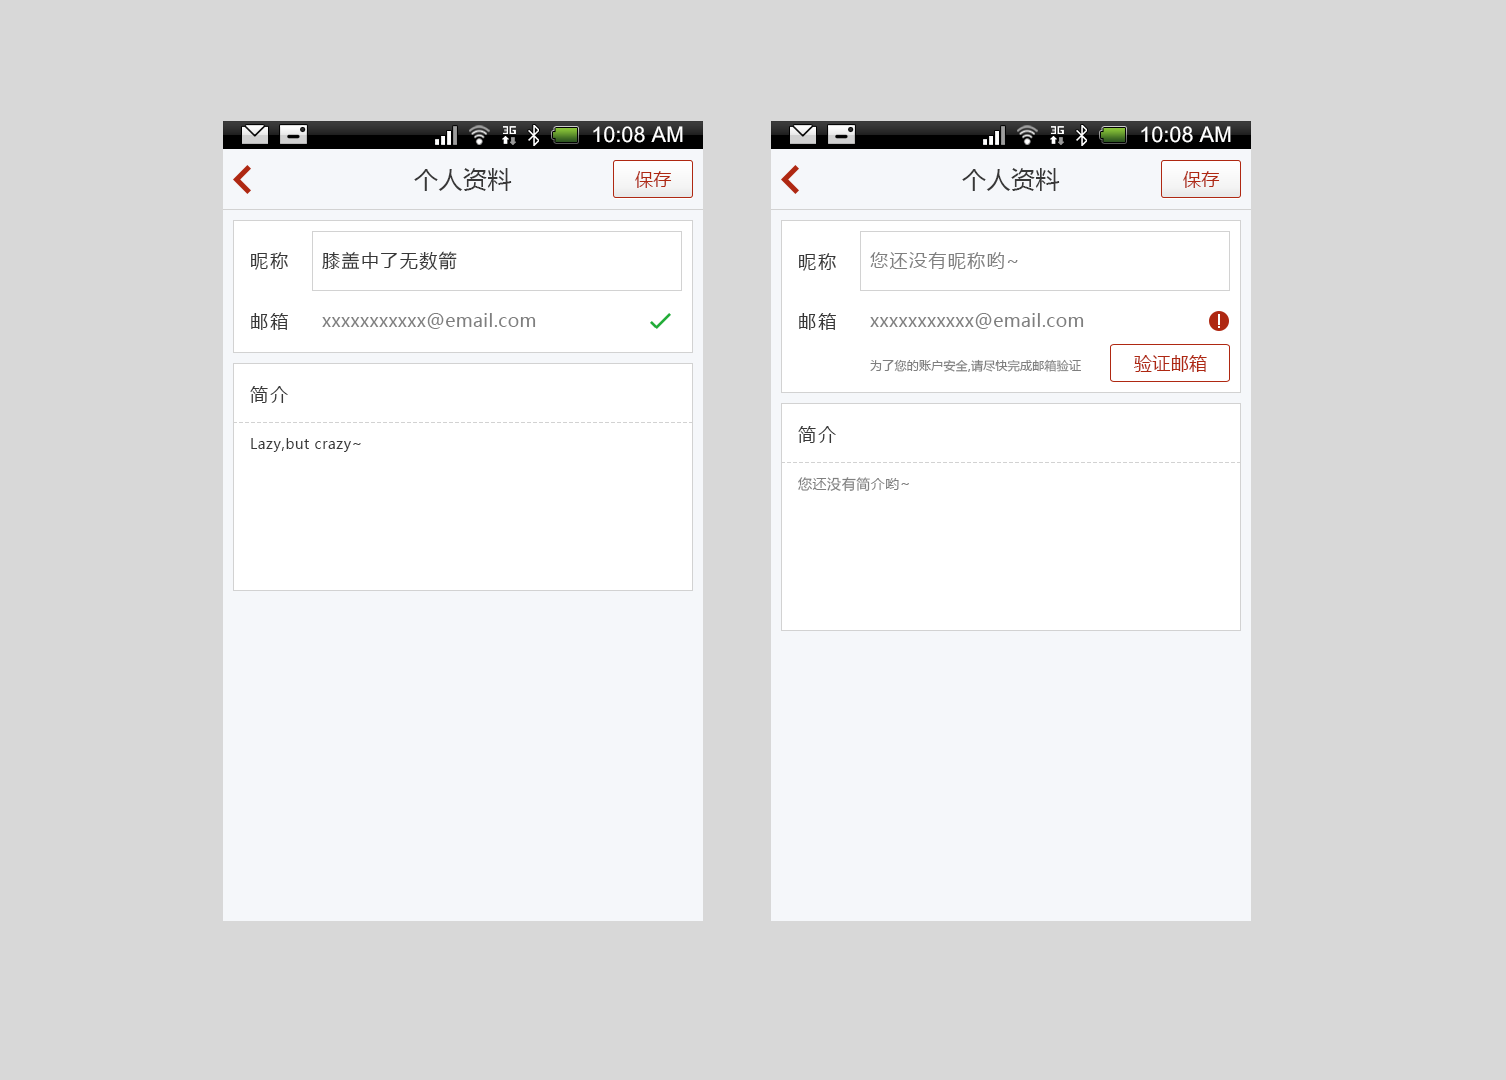 3G 10:08 AM
个人资料 保存
昵称 膝盖中了无数箭
邮箱 xxxxxxxxxxx@email.com
简介
Lazy,but crazy~
3G 10:08 AM
个人资料 保存
昵称 您还没有昵称哟~
邮箱 xxxxxxxxxxx@email.com
为了您的账户安全,请尽快完成邮箱验证 验证邮箱
简介
您还没有简介哟~